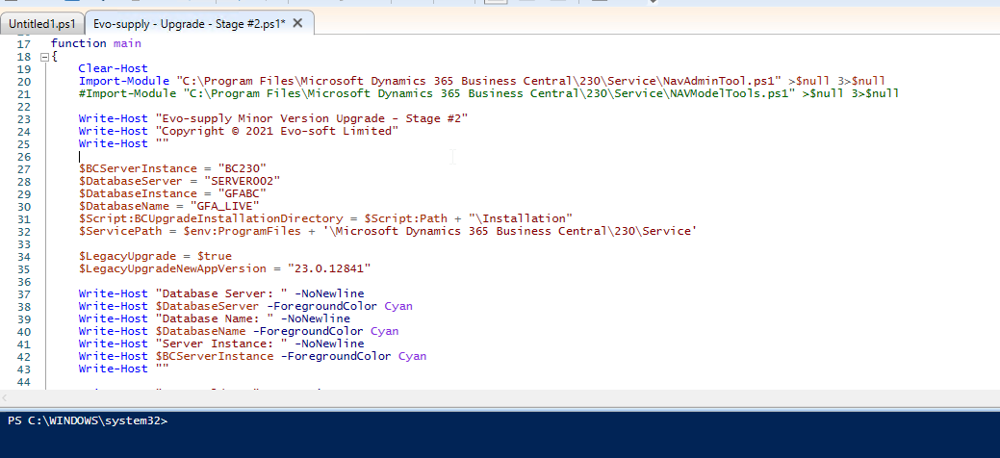 Untitled1.ps1 Evo-supply - Upgrade - Stage #2.ps1* X
17 function main
18 {
19 Clear-Host
20 Import-Module "C:\Program Files\Microsoft Dynamics 365 Business Central\230\Service\NavAdminTool.ps1" >$null 3>$null
21 #Import-Module "C:\Program Files\Microsoft Dynamics 365 Business Central\230\Service\NAVModelTools.ps1" >$null 3>$null
22
23 Write-Host "Evo-supply Minor Version Upgrade - Stage #2"
24 Write-Host "Copyright © 2021 Evo-soft Limited"
25 Write-Host ""
26
27 $BCServerInstance = "BC230"
28 $DatabaseServer = "SERVER002"
29 $DatabaseInstance = "GFABC"
30 $DatabaseName = "GFA_LIVE"
31 $Script:BCUpgradeInstallationDirectory = $Script:Path + "\Installation"
32 $ServicePath = $env:ProgramFiles + '\Microsoft Dynamics 365 Business Central\230\Service'
33
34 $LegacyUpgrade = $true
35 $LegacyUpgradeNewAppVersion = "23.0.12841"
36
37 Write-Host "Database Server: " -NoNewline
38 Write-Host $DatabaseServer -ForegroundColor Cyan
39 Write-Host "Database Name: " -NoNewline
40 Write-Host $DatabaseName -ForegroundColor Cyan
41 Write-Host "Server Instance: " -NoNewline
42 Write-Host $BCServerInstance -ForegroundColor Cyan
43 Write-Host ""
44
PS C:\WINDOWS\system32>